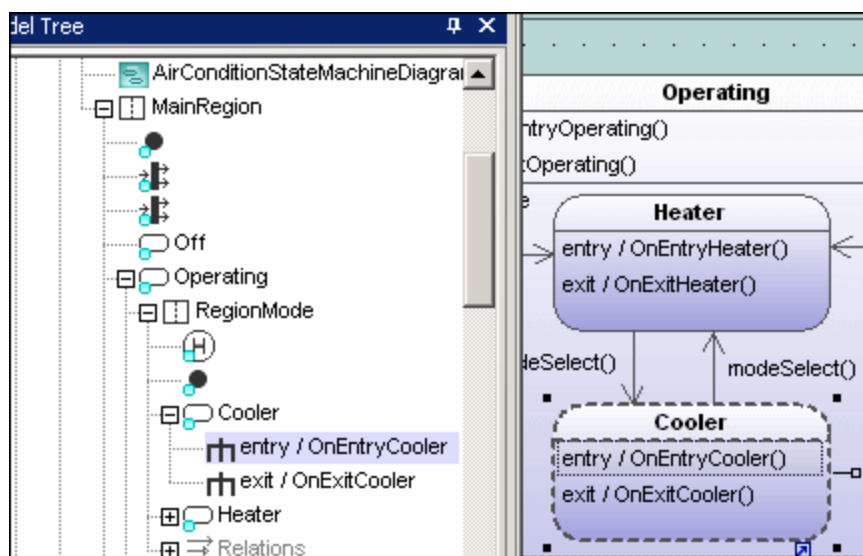 del Tree
AirConditionStateMachineDiagra
MainRegion
Off
Operating
RegionMode
H
Cooler
entry / OnEntryCooler
exit / OnExitCooler
Heater
Relations
Operating
ntryOperating()
tOperating()
e
Heater
entry / OnEntryHeater()
exit / OnExitHeater()
deSelect()
modeSelect()
Cooler
entry / OnEntryCooler()
exit / OnExitCooler()